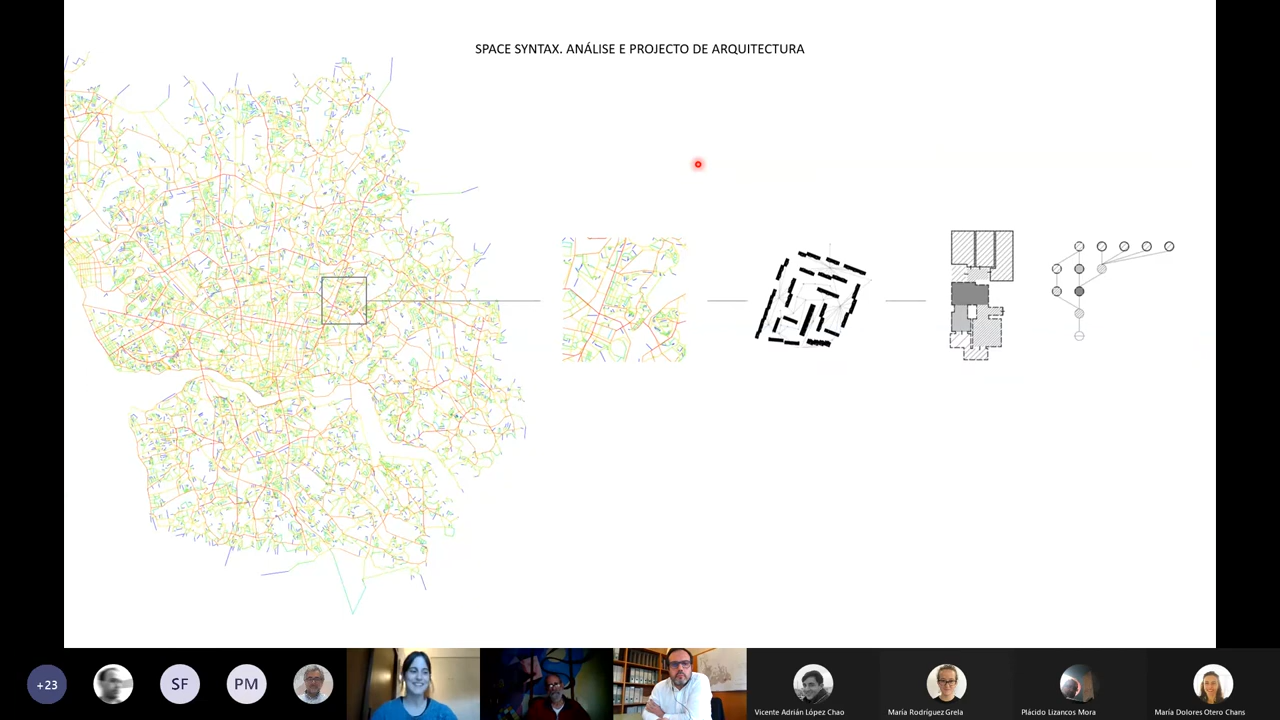 SPACE SYNTAX. ANÁLISE E PROJECTO DE ARQUITECTURA
+23
SF
PM
Vicente Adrián López Chao
María Rodríguez Grela
Plácido Lizancos Mora
María Dolores Otero Chans